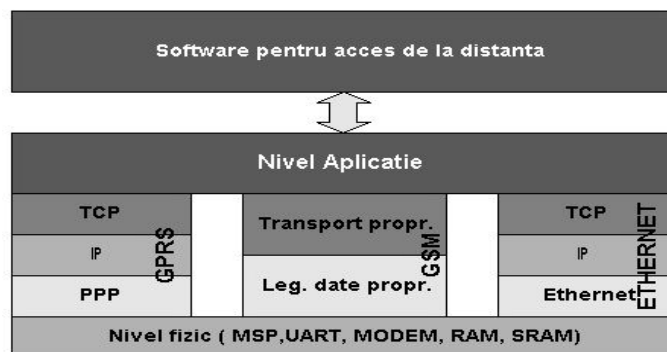 Software pentru acces de la distanta
Nivel Aplicatie
TCP
IP
PPP
GPRS
Transport propr.
Leg. date propr.
GSM
TCP
IP
Ethernet
ETHERNET
Nivel fizic ( MSP,UART, MODEM, RAM, SRAM)